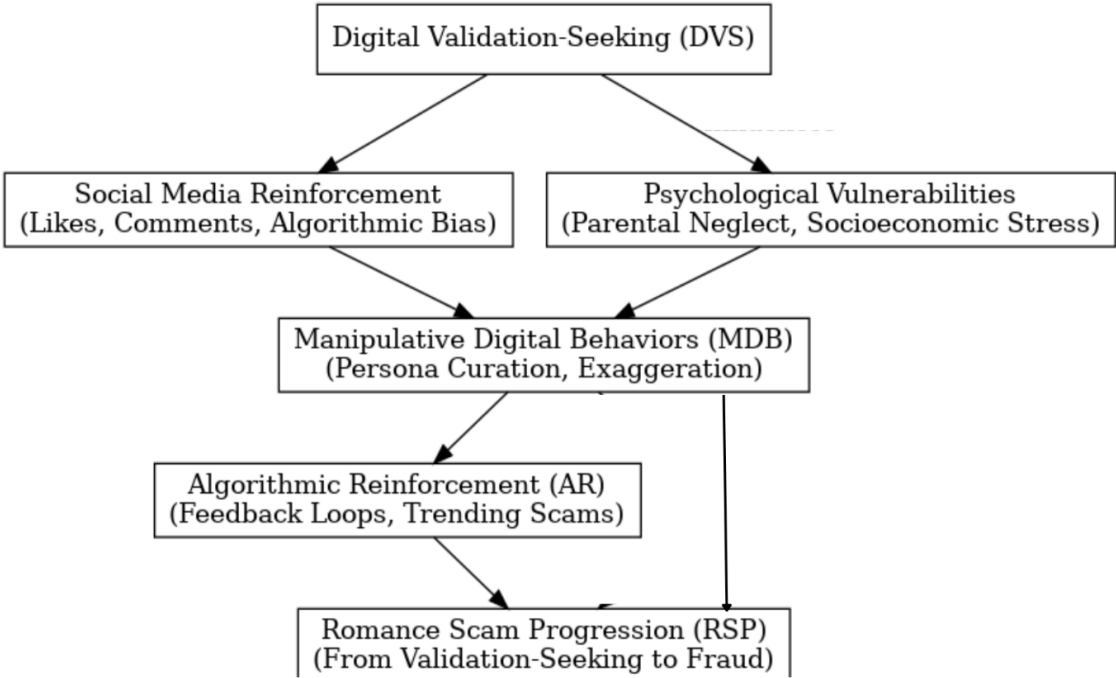 Digital Validation-Seeking (DVS)
Social Media Reinforcement
(Likes, Comments, Algorithmic Bias)
Psychological Vulnerabilities
(Parental Neglect, Socioeconomic Stress)
Manipulative Digital Behaviors (MDB)
(Persona Curation, Exaggeration)
Algorithmic Reinforcement (AR)
(Feedback Loops, Trending Scams)
Romance Scam Progression (RSP)
(From Validation-Seeking to Fraud)